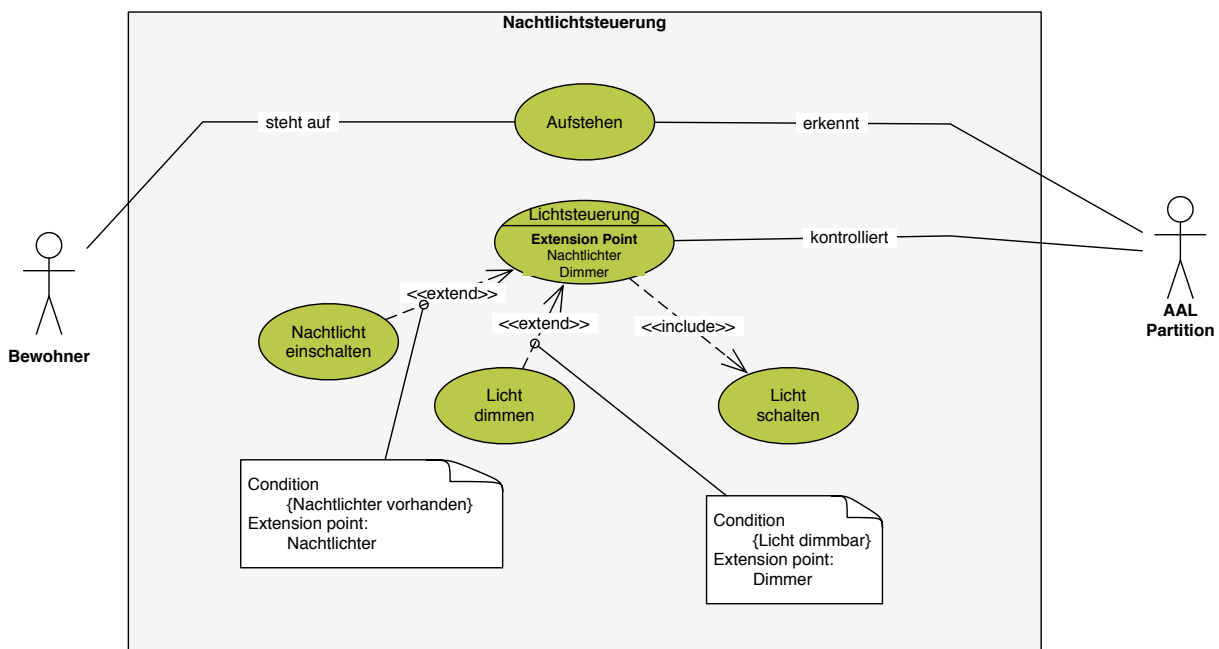 Nachtlichtsteuerung
steht auf
Aufstehen
erkennt
Lichtsteuerung
Extension Point
Nachtlichter
Dimmer
kontrolliert
<<extend>>
<<extend>>
<<include>>
Nachtlicht
einschalten
Licht
dimmen
Licht
schalten
Bewohner
AAL
Partition
Condition
{Nachtlichter vorhanden}
Extension point:
Nachtlichter
Condition
{Licht dimmbar}
Extension point:
Dimmer